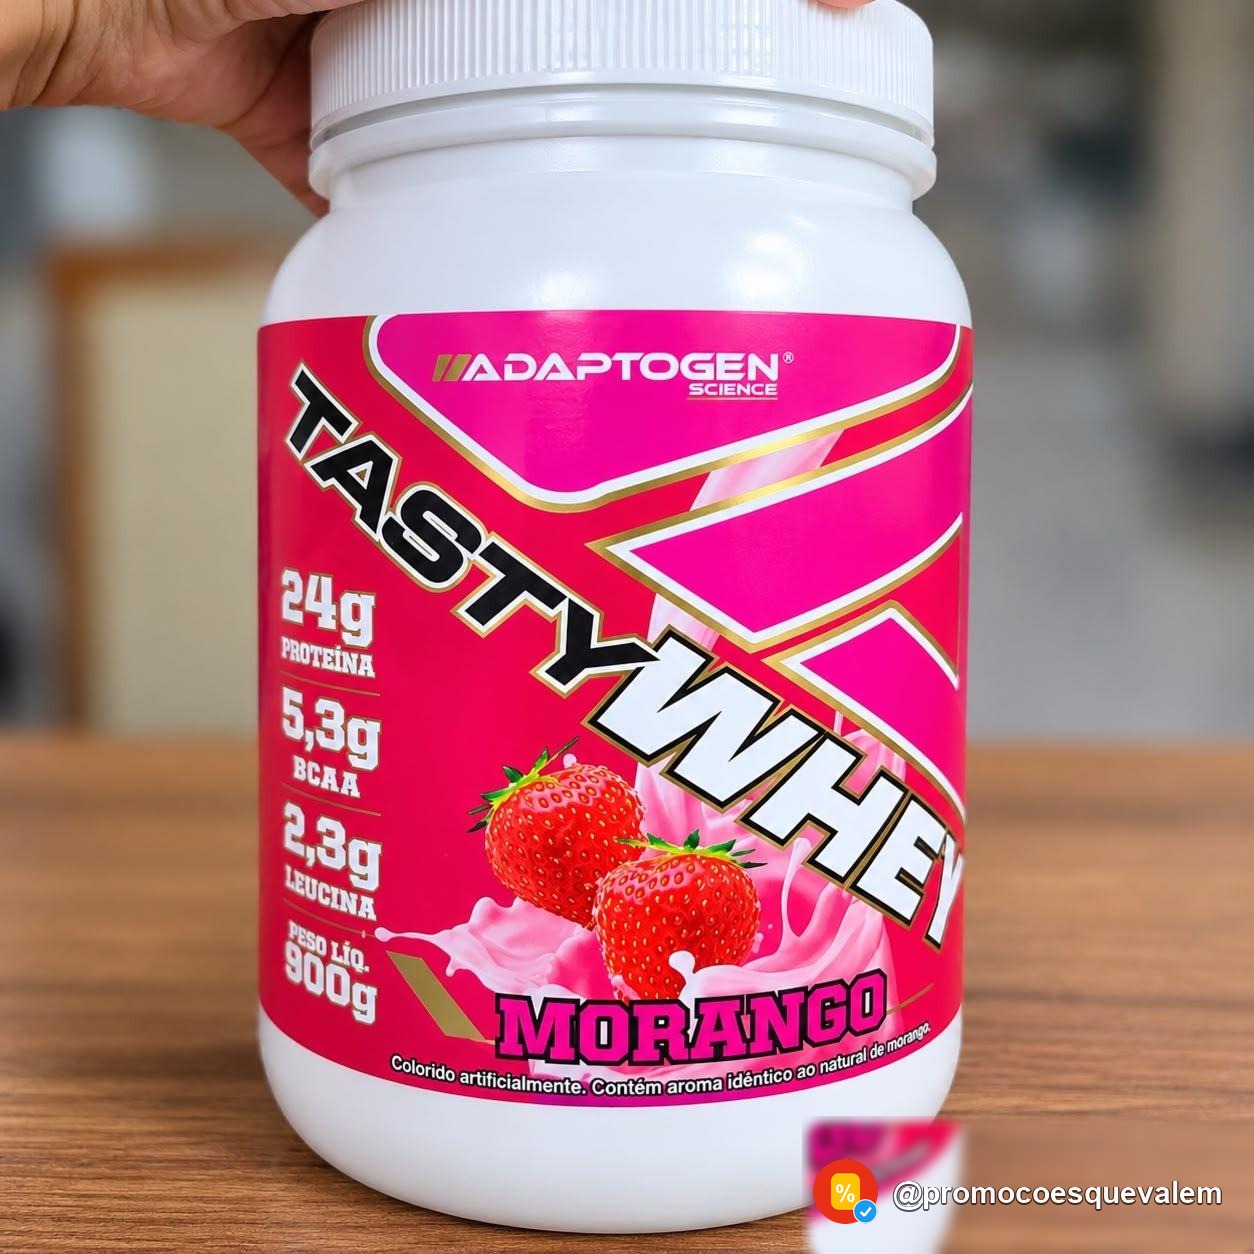 ADAPTOGEN®
SCIENCE
TASTY
WHEY
24g
PROTEÍNA
5,3g
BCAA
2,3g
LEUCINA
PESO LÍQ.
900g
MORANGO
Colorido artificialmente. Contém aroma idéntico ao natural de morango.
%
@promocoesquevalem